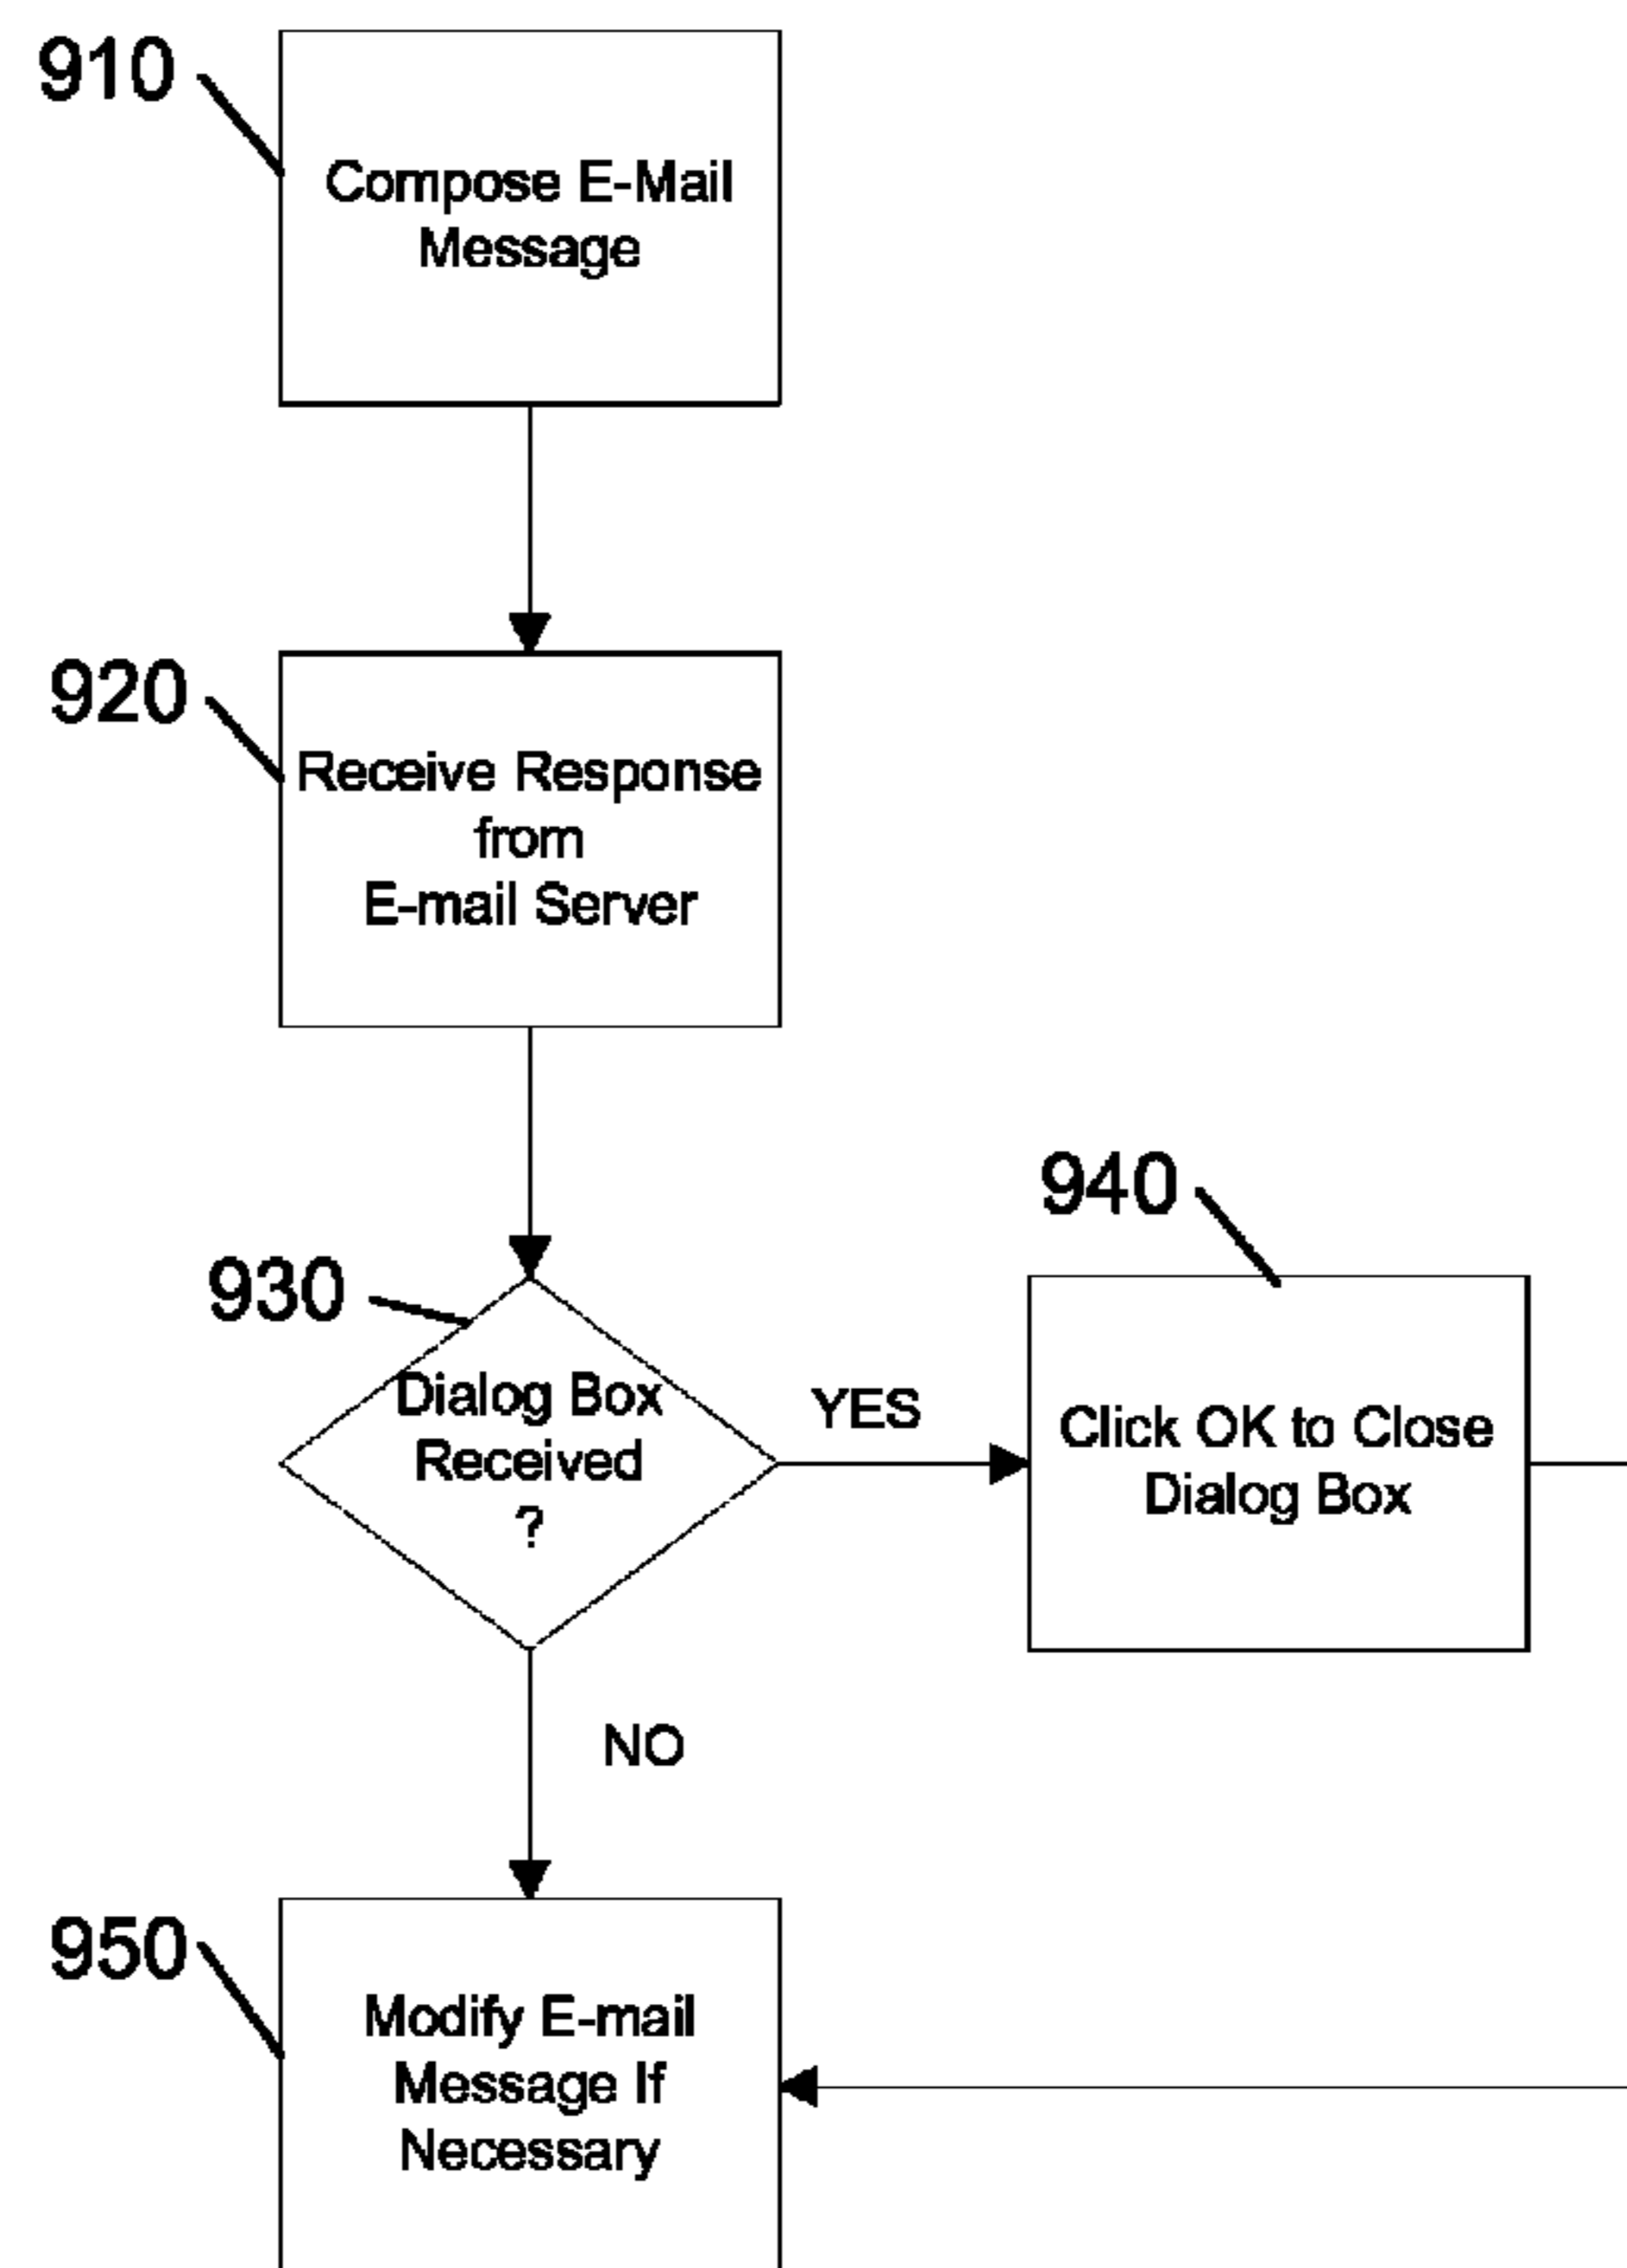 910
Compose E-Mail
Message
920
Receive Response
from
E-mail Server
930
Dialog Box
Received
?
YES
940
Click OK to Close
Dialog Box
NO
950
Modify E-mail
Message If
Necessary